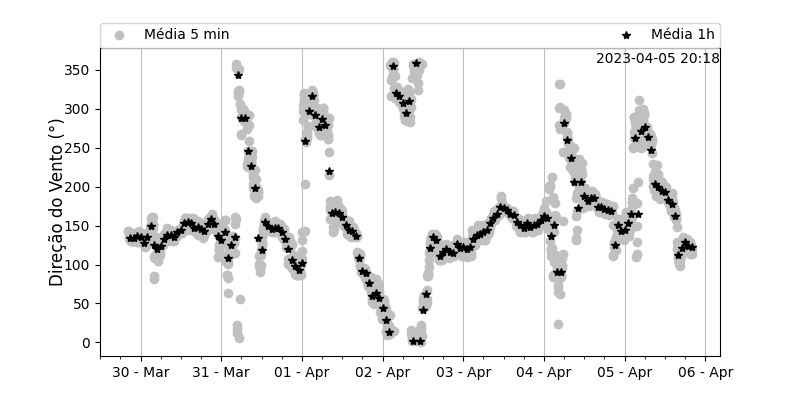 Média 5 min
Média 1h
2023-04-05 20:18
Direção do Vento (°)
350
300
250
200
150
100
50
0
30 - Mar
31 - Mar
01 - Apr
02 - Apr
03 - Apr
04 - Apr
05 - Apr
06 - Apr